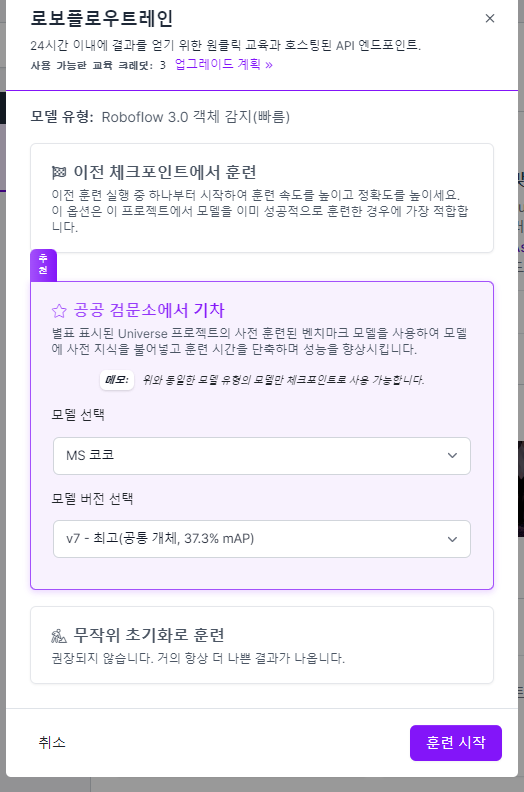 로보플로우트레인
24시간 이내에 결과를 얻기 위한 원클릭 교육과 호스팅된 API 엔드포인트.
사용 가능한 교육 크레딧: 3 업그레이드 계획 »
모델 유형: Roboflow 3.0 객체 감지(빠름)
이전 체크포인트에서 훈련
이전 훈련 실행 중 하나부터 시작하여 훈련 속도를 높이고 정확도를 높이세요.
이 옵션은 이 프로젝트에서 모델을 이미 성공적으로 훈련한 경우에 가장 적합합
니다.
추
천
공공 검문소에서 기차
별표 표시된 Universe 프로젝트의 사전 훈련된 벤치마크 모델을 사용하여 모델
에 사전 지식을 불어넣고 훈련 시간을 단축하며 성능을 향상시킵니다.
메모: 위와 동일한 모델 유형의 모델만 체크포인트로 사용 가능합니다.
모델 선택
MS 코코
모델 버전 선택
v7 - 최고(공통 개체, 37.3% mAP)
무작위 초기화로 훈련
권장되지 않습니다. 거의 항상 더 나쁜 결과가 나옵니다.
취소
훈련 시작